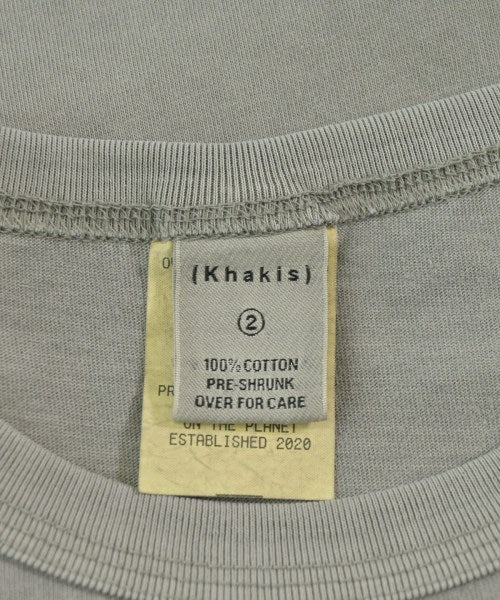 (Khakis)
2
100% COTTON
PRE-SHRUNK
OVER FOR CARE
ON THE PLANET
ESTABLISHED 2020